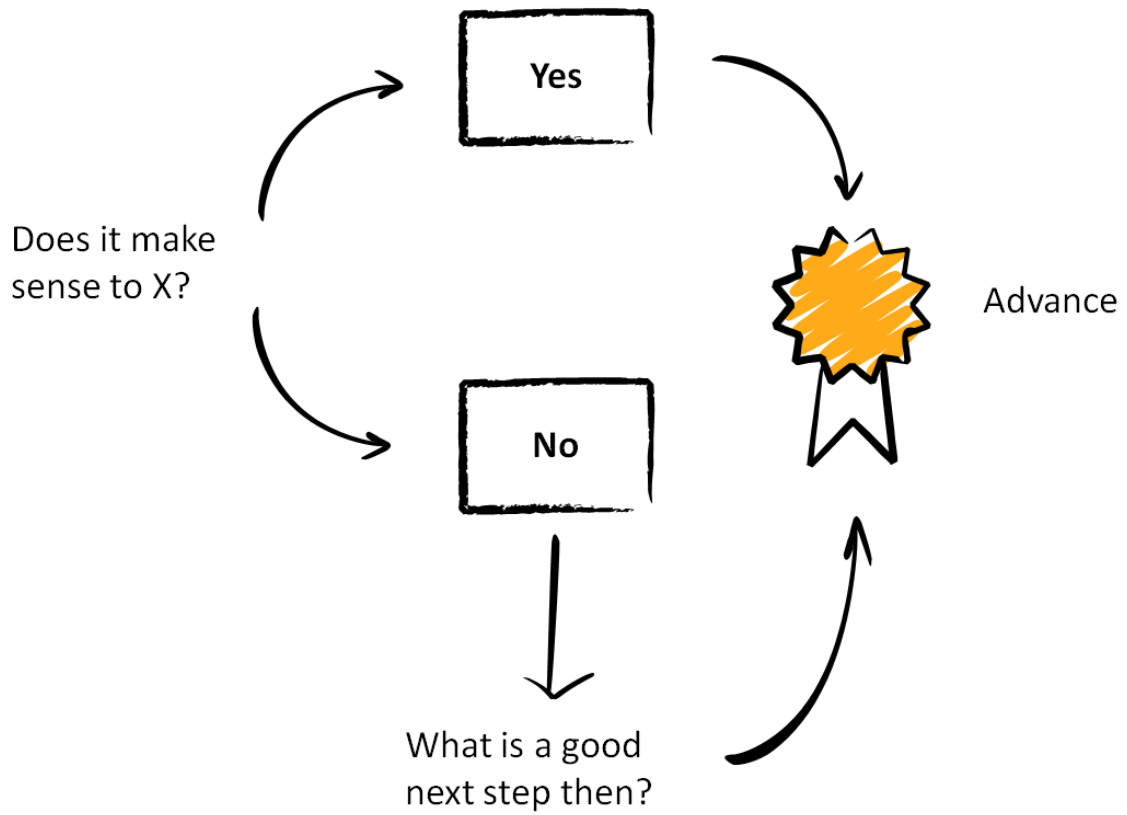 Yes
Does it make
sense to X?
Advance
No
What is a good
next step then?